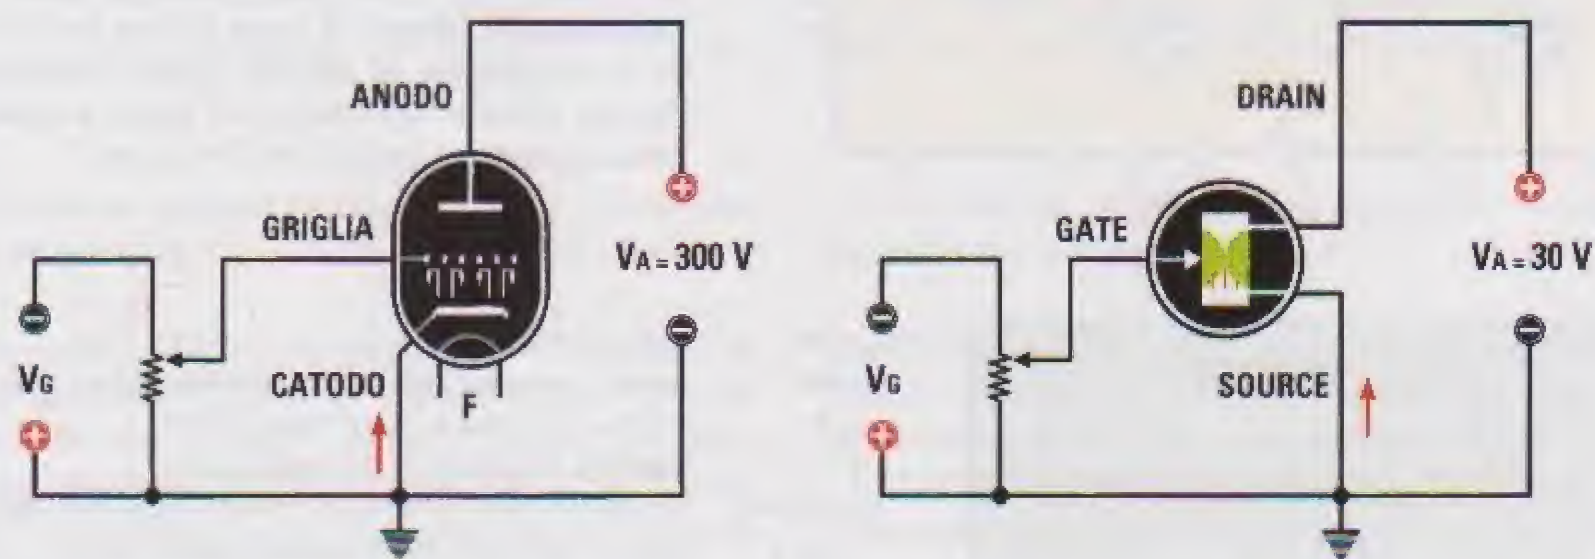 ANODO
GRIGLIA
VA = 300 V
VG
CATODO
F
DRAIN
GATE
VA = 30 V
VG
SOURCE